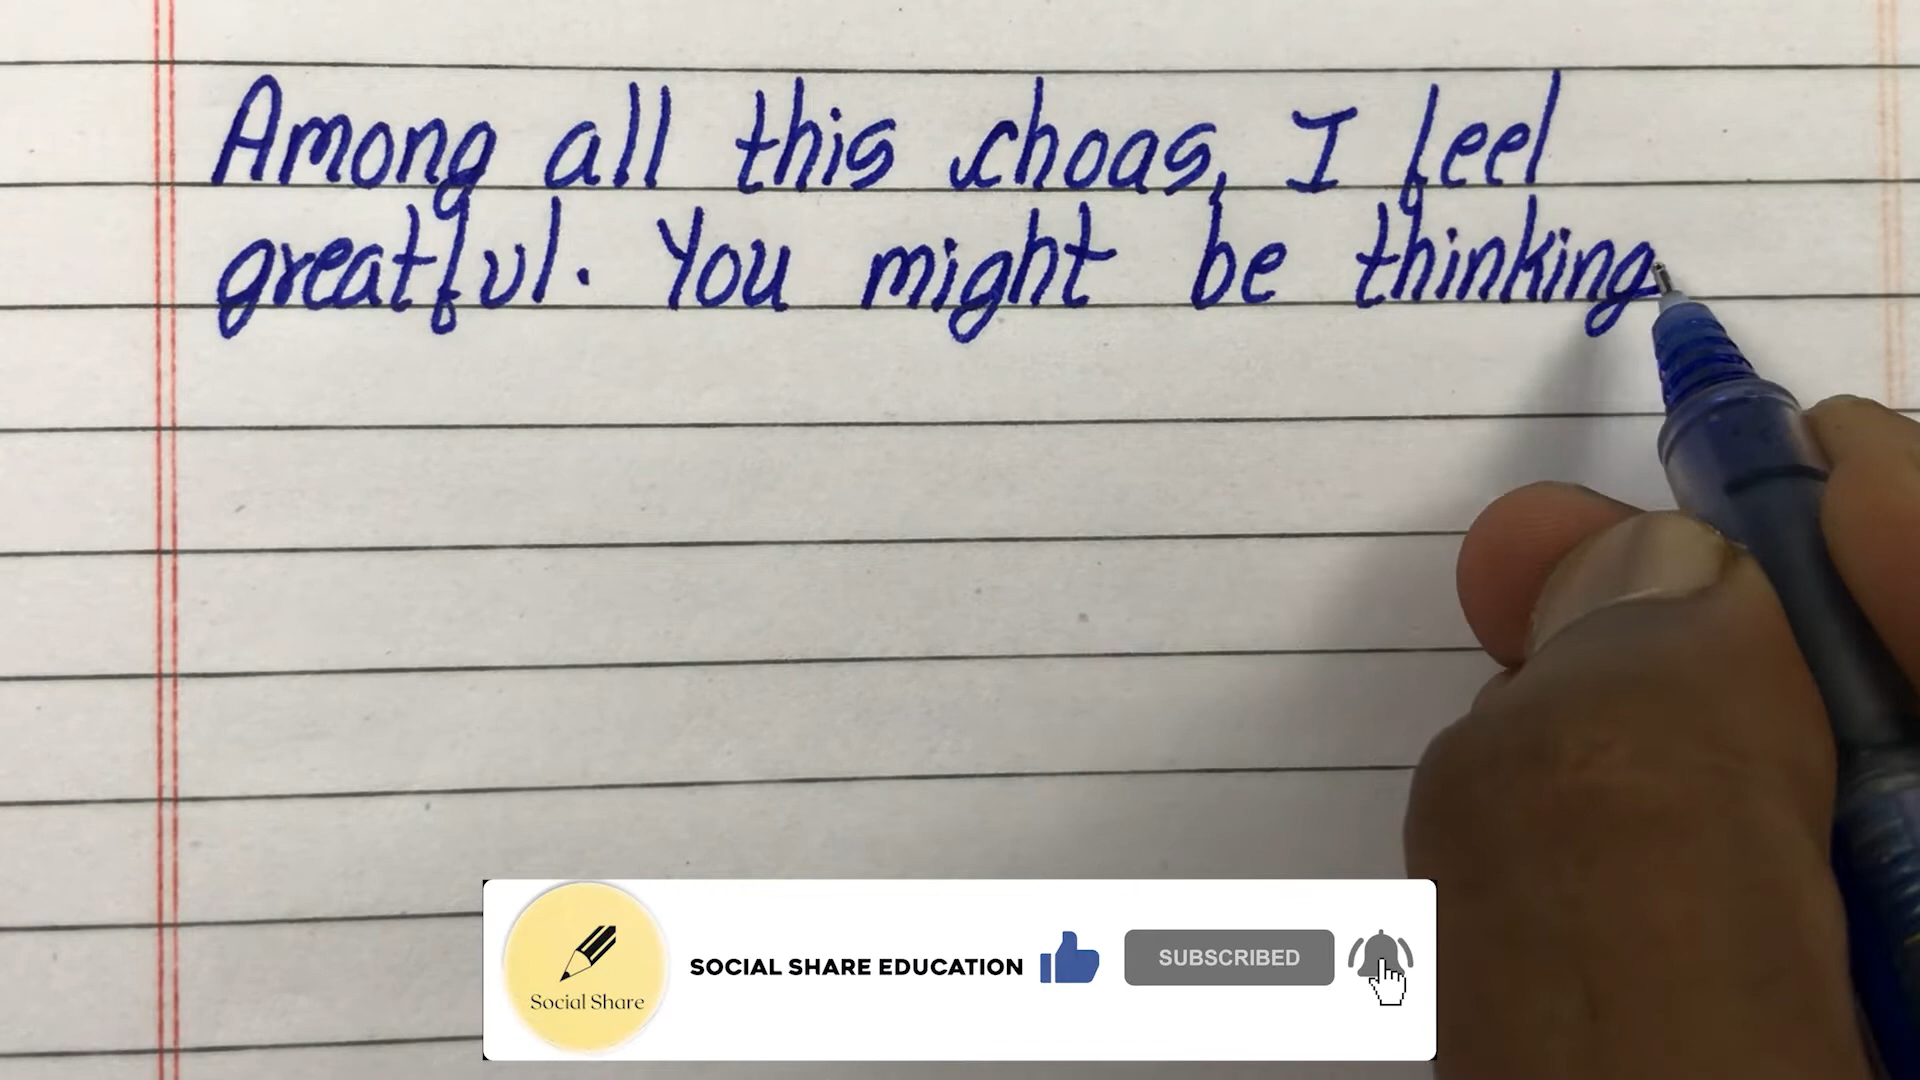 Among all this choas, I feel
greatful. You might be thinking
SOCIAL SHARE EDUCATION
SUBSCRIBED
Social Share